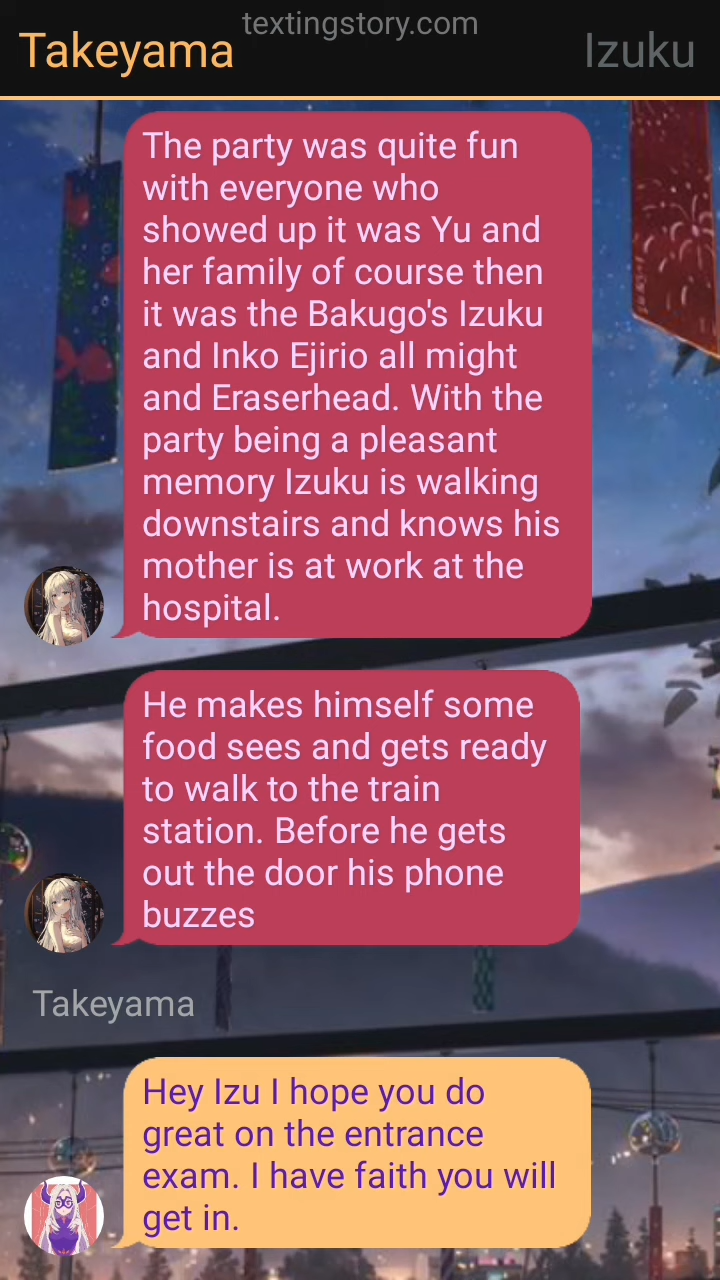 textingstory.com
Takeyama
Izuku
The party was quite fun
with everyone who
showed up it was Yu and
her family of course then
it was the Bakugo's Izuku
and Inko Ejirio all might
and Eraserhead. With the
party being a pleasant
memory Izuku is walking
downstairs and knows his
mother is at work at the
hospital.
He makes himself some
food sees and gets ready
to walk to the train
station. Before he gets
out the door his phone
buzzes
Takeyama
Hey Izu I hope you do
great on the entrance
exam. I have faith you will
get in.